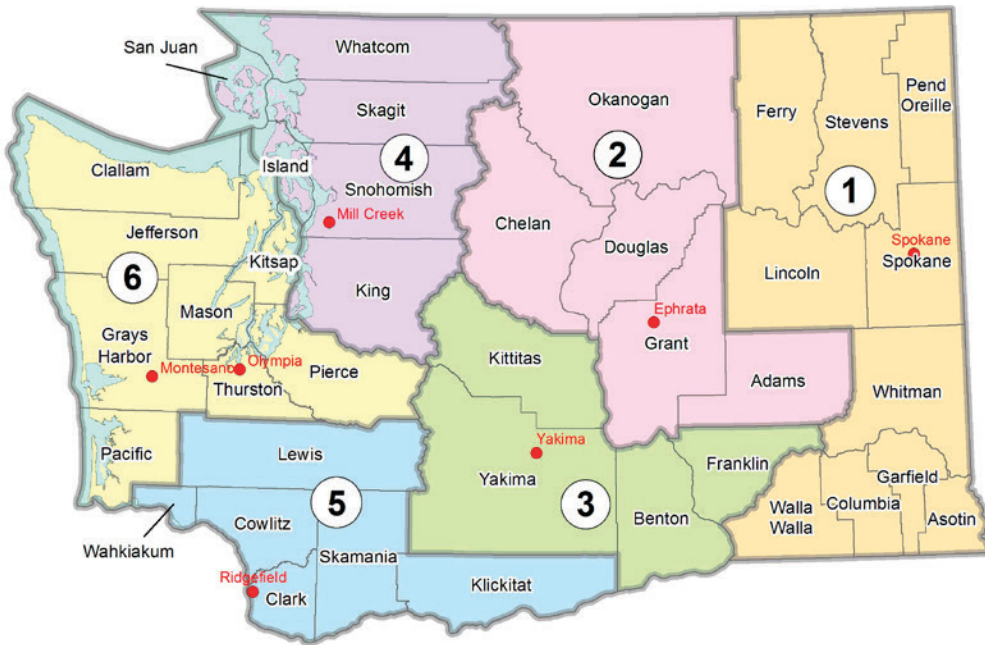 San Juan
Whatcom
Skagit
Island
4
Snohomish
Mill Creek
King
Okanogan
2
Chelan
Douglas
Ephrata
Grant
Adams
Ferry
Stevens
Pend
Oreille
1
Lincoln
Spokane
Spokane
Whitman
Garfield
Columbia
Walla
Walla
Asotin
Clallam
Jefferson
6
Kitsap
Mason
Grays
Harbor
Montesano
Olympia
Thurston
Pierce
Pacific
Kittitas
Yakima
Yakima
3
Franklin
Benton
Lewis
5
Cowlitz
Wahkiakum
Skamania
Ridgefield
Clark
Klickitat